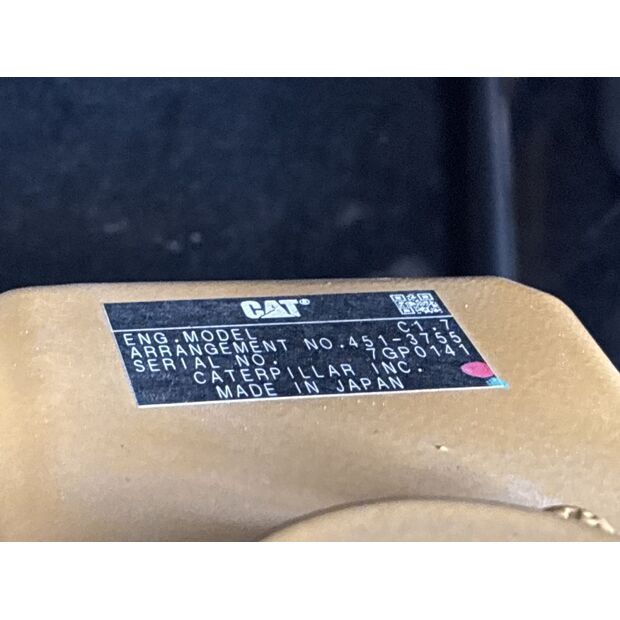 CAT®
ENG.MODEL C1.7
ARRANGEMENT NO.451-3755
SERIAL NO. 7GP0141
CATERPILLAR INC.
MADE IN JAPAN